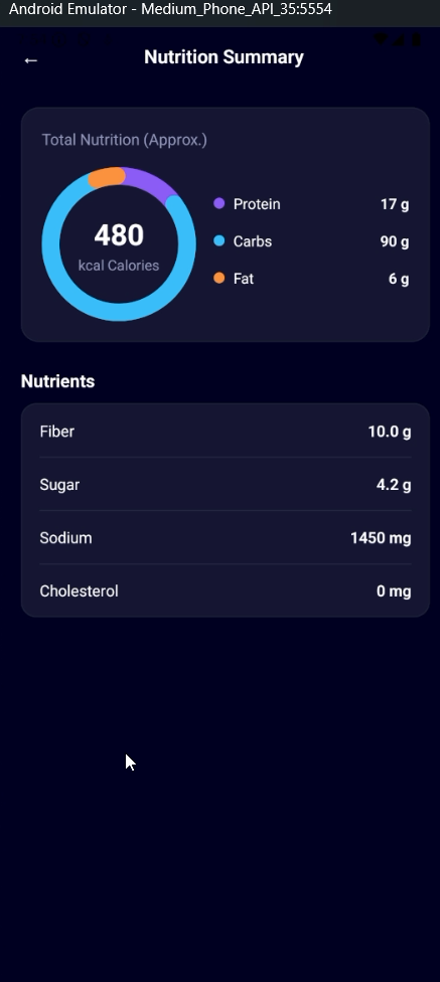 Android Emulator - Medium_Phone_API_35:5554
← Nutrition Summary
Total Nutrition (Approx.)
480
kcal Calories
Protein 17 g
Carbs 90 g
Fat 6 g
Nutrients
Fiber 10.0 g
Sugar 4.2 g
Sodium 1450 mg
Cholesterol 0 mg